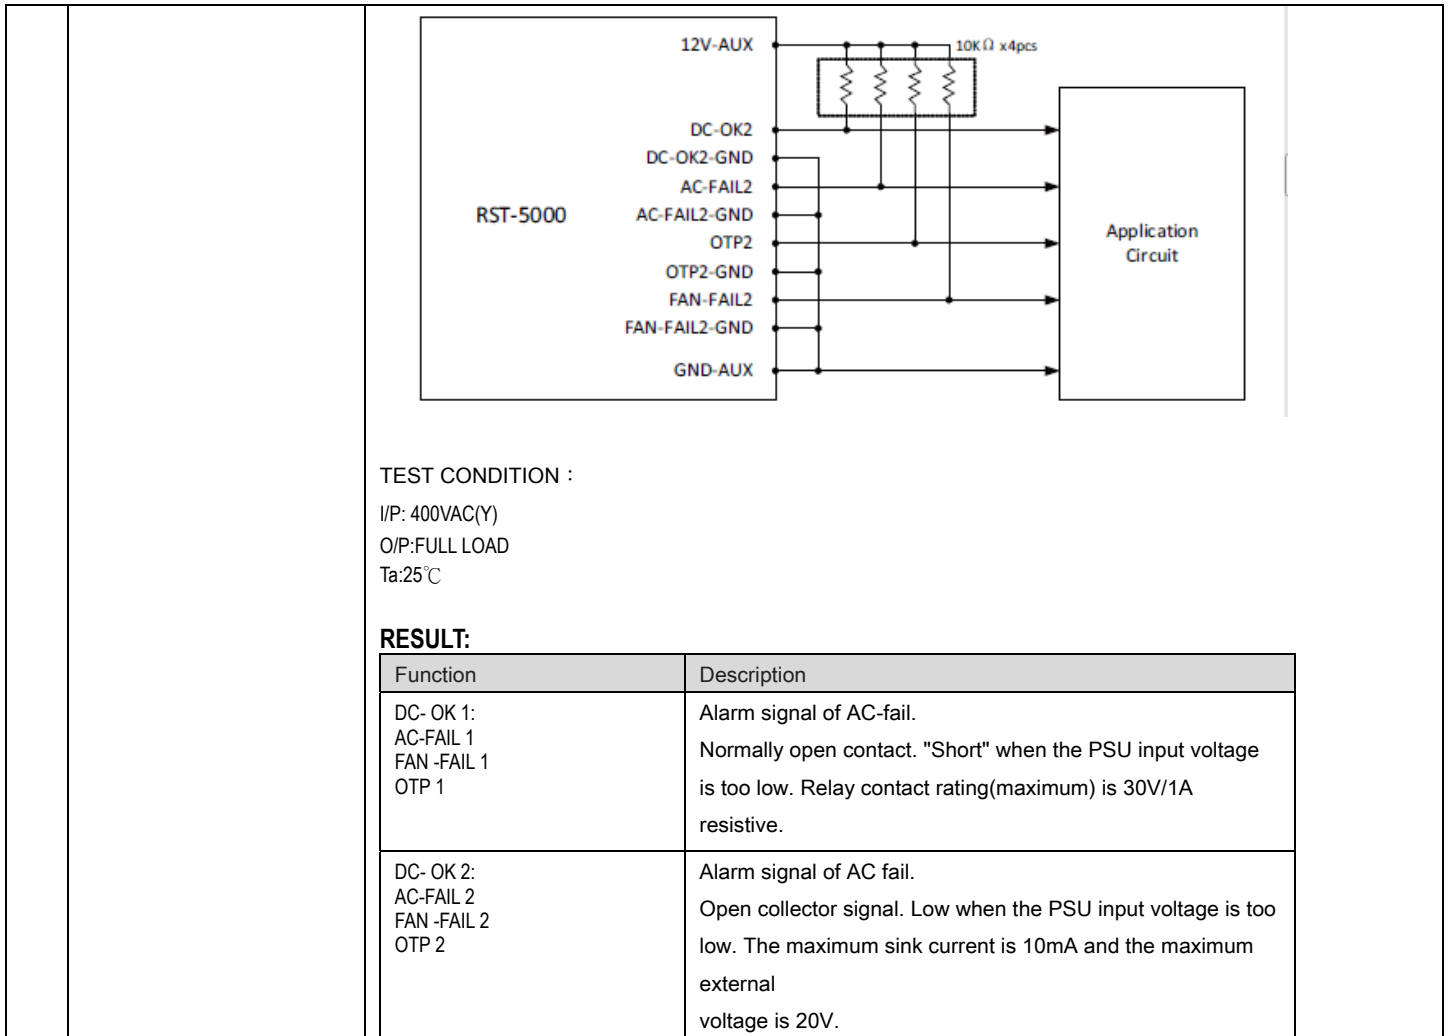 12V-AUX
10KΩ x4pcs
DC-OK2
DC-OK2-GND
AC-FAIL2
RST-5000
AC-FAIL2-GND
OTP2
OTP2-GND
FAN-FAIL2
FAN-FAIL2-GND
GND-AUX
Application
Circuit
TEST CONDITION：
I/P: 400VAC(Y)
O/P:FULL LOAD
Ta:25℃
RESULT:
Function
Description
DC- OK 1:
AC-FAIL 1
FAN -FAIL 1
OTP 1
Alarm signal of AC-fail.
Normally open contact. "Short" when the PSU input voltage
is too low. Relay contact rating(maximum) is 30V/1A
resistive.
DC- OK 2:
AC-FAIL 2
FAN -FAIL 2
OTP 2
Alarm signal of AC fail.
Open collector signal. Low when the PSU input voltage is too
low. The maximum sink current is 10mA and the maximum
external
voltage is 20V.